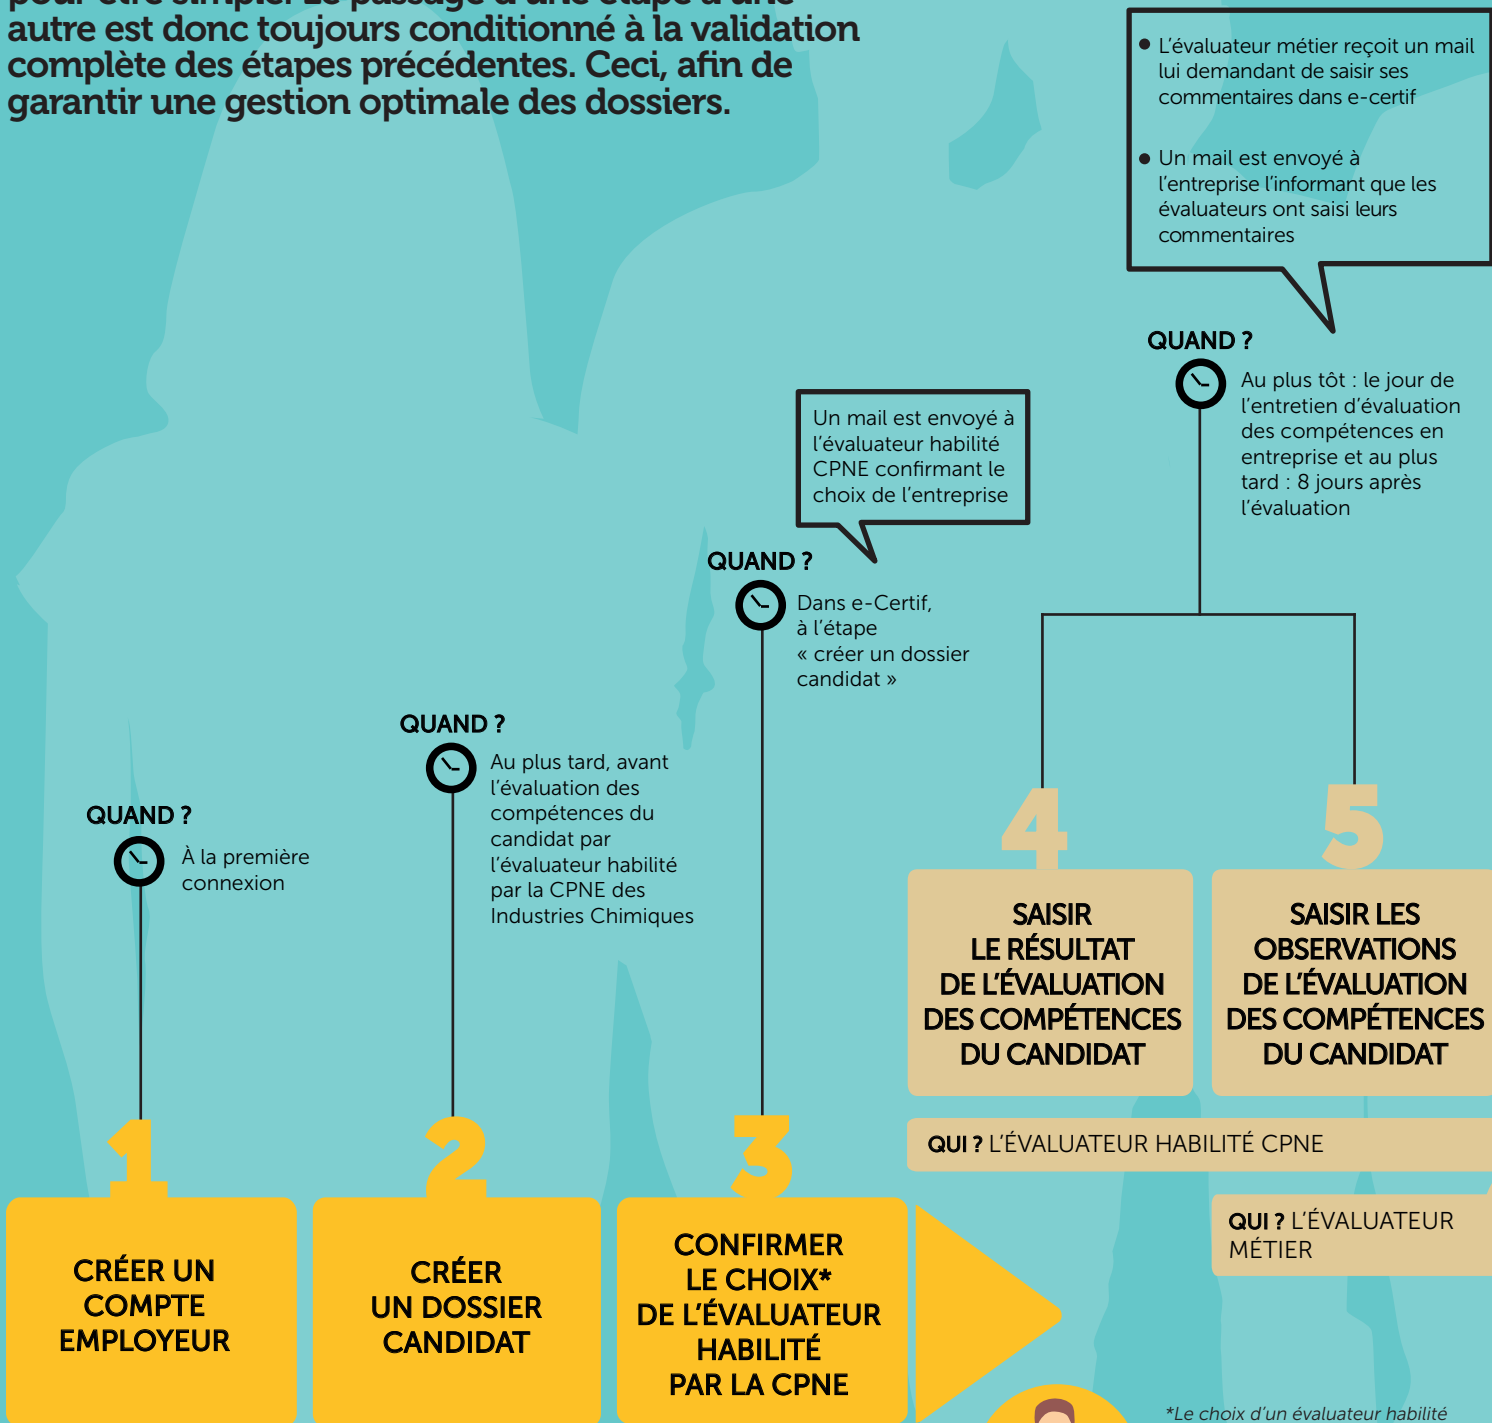 pour être simple. Le passage d'une étape à une
autre est donc toujours conditionné à la validation
complète des étapes précédentes. Ceci, afin de
garantir une gestion optimale des dossiers.
● L'évaluateur métier reçoit un mail
lui demandant de saisir ses
commentaires dans e-certif
● Un mail est envoyé à
l'entreprise l'informant que les
évaluateurs ont saisi leurs
commentaires
QUAND ?
Au plus tôt : le jour de
l'entretien d'évaluation
des compétences en
entreprise et au plus
tard : 8 jours après
l'évaluation
Un mail est envoyé à
l'évaluateur habilité
CPNE confirmant le
choix de l'entreprise
QUAND ?
Dans e-Certif,
à l'étape
« créer un dossier
candidat »
QUAND ?
Au plus tard, avant
l'évaluation des
compétences du
candidat par
l'évaluateur habilité
par la CPNE des
Industries Chimiques
QUAND ?
À la première
connexion
4
SAISIR
LE RÉSULTAT
DE L'ÉVALUATION
DES COMPÉTENCES
DU CANDIDAT
5
SAISIR LES
OBSERVATIONS
DE L'ÉVALUATION
DES COMPÉTENCES
DU CANDIDAT
QUI ? L'ÉVALUATEUR HABILITÉ CPNE
QUI ? L'ÉVALUATEUR
MÉTIER
1
CRÉER UN
COMPTE
EMPLOYEUR
2
CRÉER
UN DOSSIER
CANDIDAT
3
CONFIRMER
LE CHOIX*
DE L'ÉVALUATEUR
HABILITÉ
PAR LA CPNE
*Le choix d'un évaluateur habilité